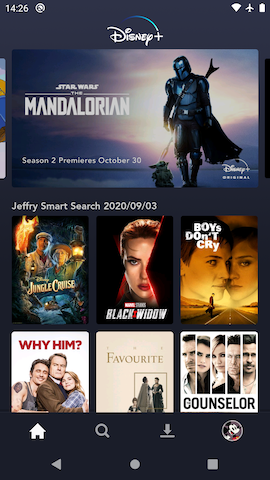 14:26
Disney+
STAR WARS
THE
MANDALORIAN
Season 2 Premieres October 30
Disney+
ORIGINAL
Jeffry Smart Search 2020/09/03
Disney
JUNGLE CRUISE
MARVEL STUDIOS
BLACK WIDOW
BOYS
DON'T
CRY
WHY HIM?
THE
FAVOURITE
THE
COUNSELOR